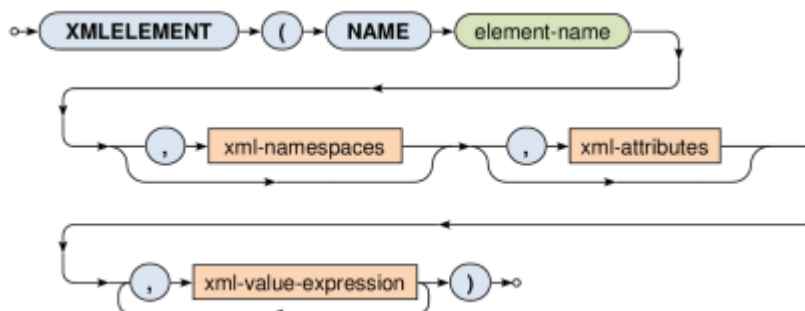 XMLELEMENT ( NAME element-name
, xml-namespaces , xml-attributes
, xml-value-expression )